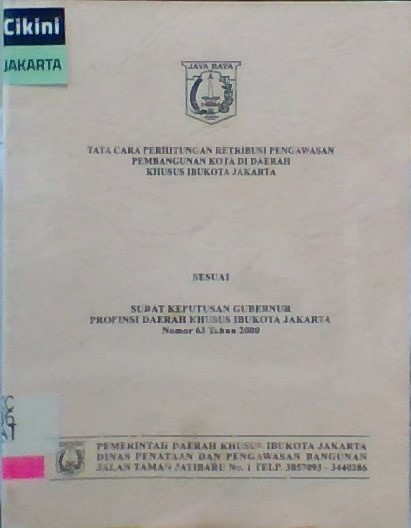 Cikini
JAKARTA
JAYA RAYA
TATA CARA PERHITUNGAN RETRIBUSI PENGAWASAN
PEMBANGUNAN KOTA DI DAERAH
KHUSUS IBUKOTA JAKARTA
SESUAI
SURAT KEPUTUSAN GUBERNUR
PROPINSI DAERAH KHUSUS IBUKOTA JAKARTA
Nomor 63 Tahun 2000
PEMERINTAH DAERAH KHUSUS IBUKOTA JAKARTA
DINAS PENATAAN DAN PENGAWASAN BANGUNAN
JALAN TAMAN JATIBARU No. 1 TELP. 3857093 - 3440286